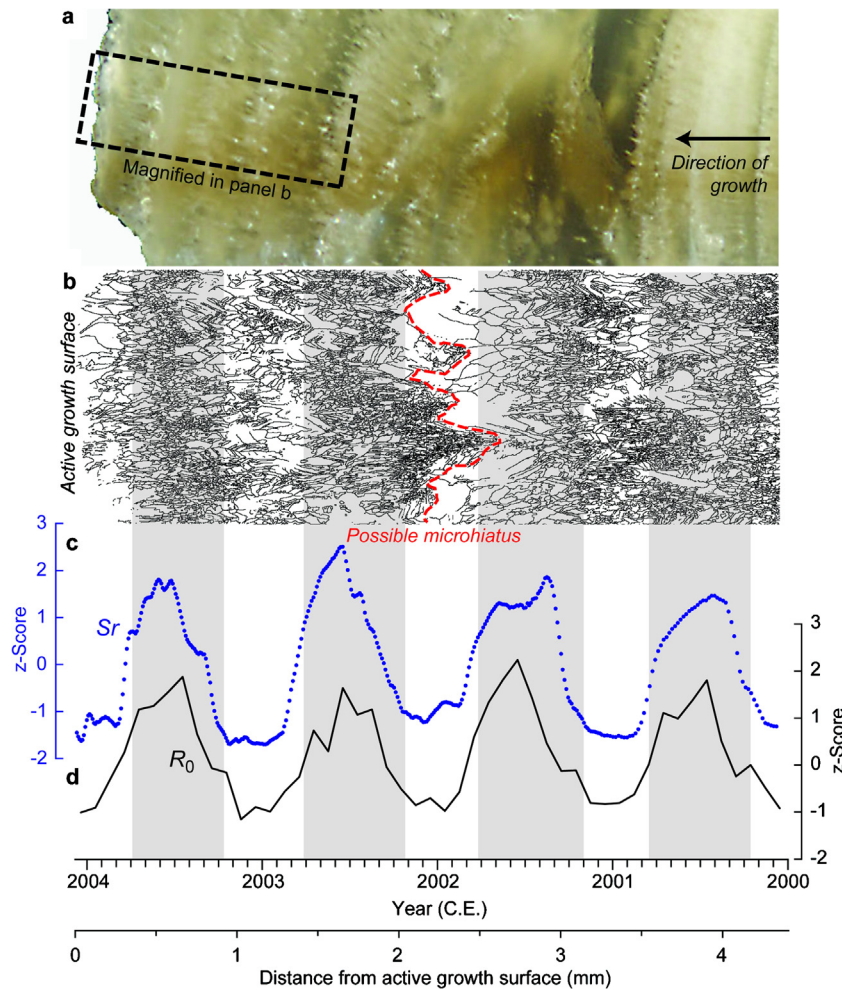 a
Magnified in panel b
Direction of
growth
b
Active growth surface
Possible microhiatus
c
3
2
1
0
-1
-2
z-Score
Sr
3
2
1
0
-1
-2
z-Score
d
R0
2004 2003 2002 2001 2000
Year (C.E.)
0 1 2 3 4
Distance from active growth surface (mm)